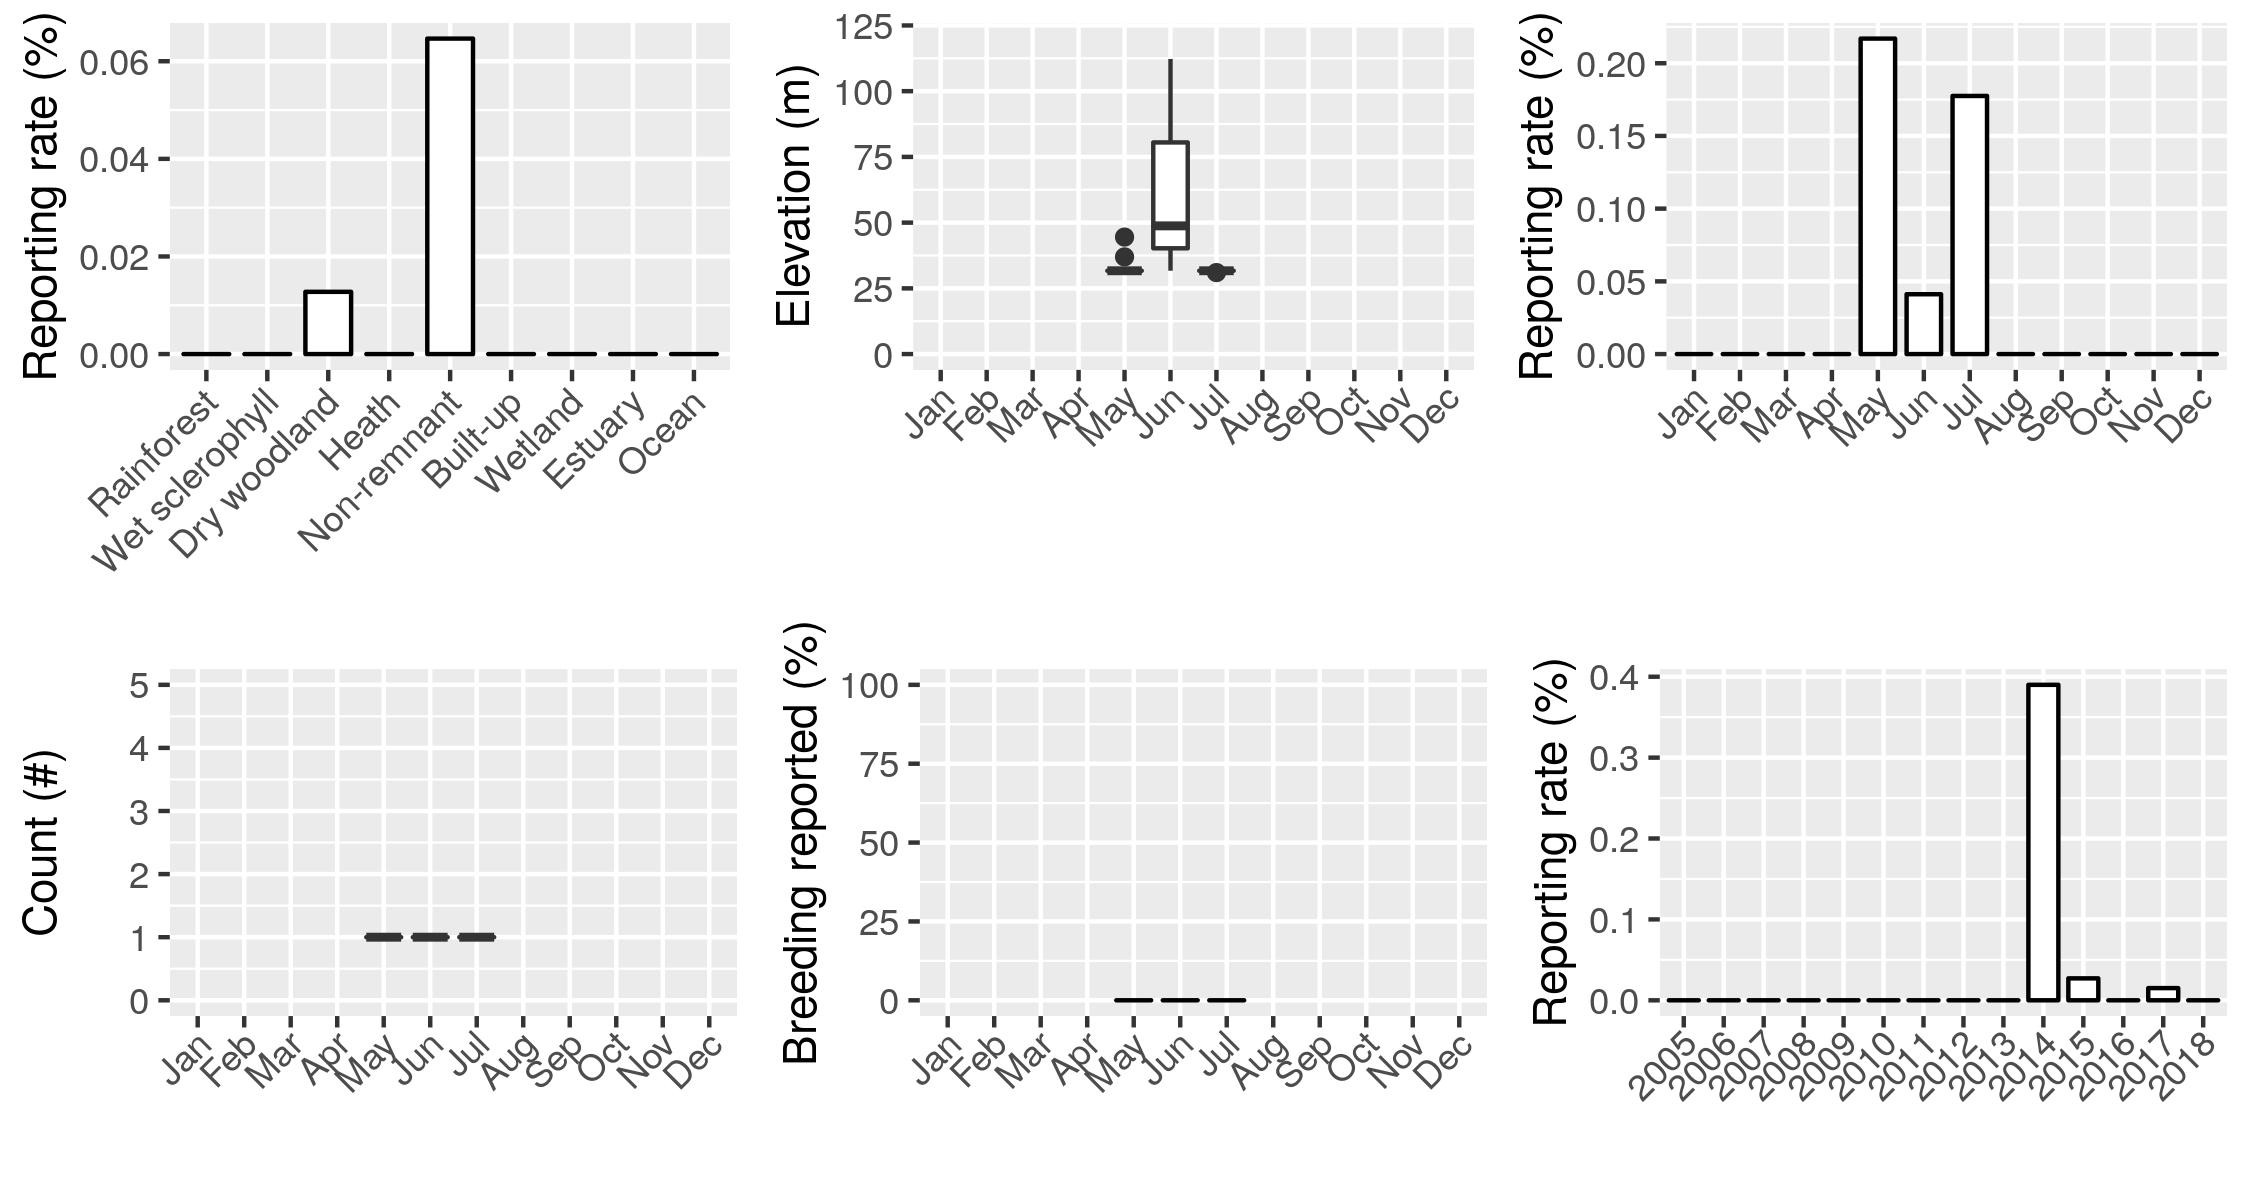 Reporting rate (%)
0.06
0.04
0.02
0.00
Rainforest
Wet sclerophyll
Dry woodland
Heath
Non-remnant
Built-up
Wetland
Estuary
Ocean
Elevation (m)
125
100
75
50
25
0
Jan
Feb
Mar
Apr
May
Jun
Jul
Aug
Sep
Oct
Nov
Dec
Reporting rate (%)
0.20
0.15
0.10
0.05
0.00
Jan
Feb
Mar
Apr
May
Jun
Jul
Aug
Sep
Oct
Nov
Dec
Count (#)
5
4
3
2
1
0
Jan
Feb
Mar
Apr
May
Jun
Jul
Aug
Sep
Oct
Nov
Dec
Breeding reported (%)
100
75
50
25
0
Jan
Feb
Mar
Apr
May
Jun
Jul
Aug
Sep
Oct
Nov
Dec
Reporting rate (%)
0.4
0.3
0.2
0.1
0.0
2005
2006
2007
2008
2009
2010
2011
2012
2013
2014
2015
2016
2017
2018